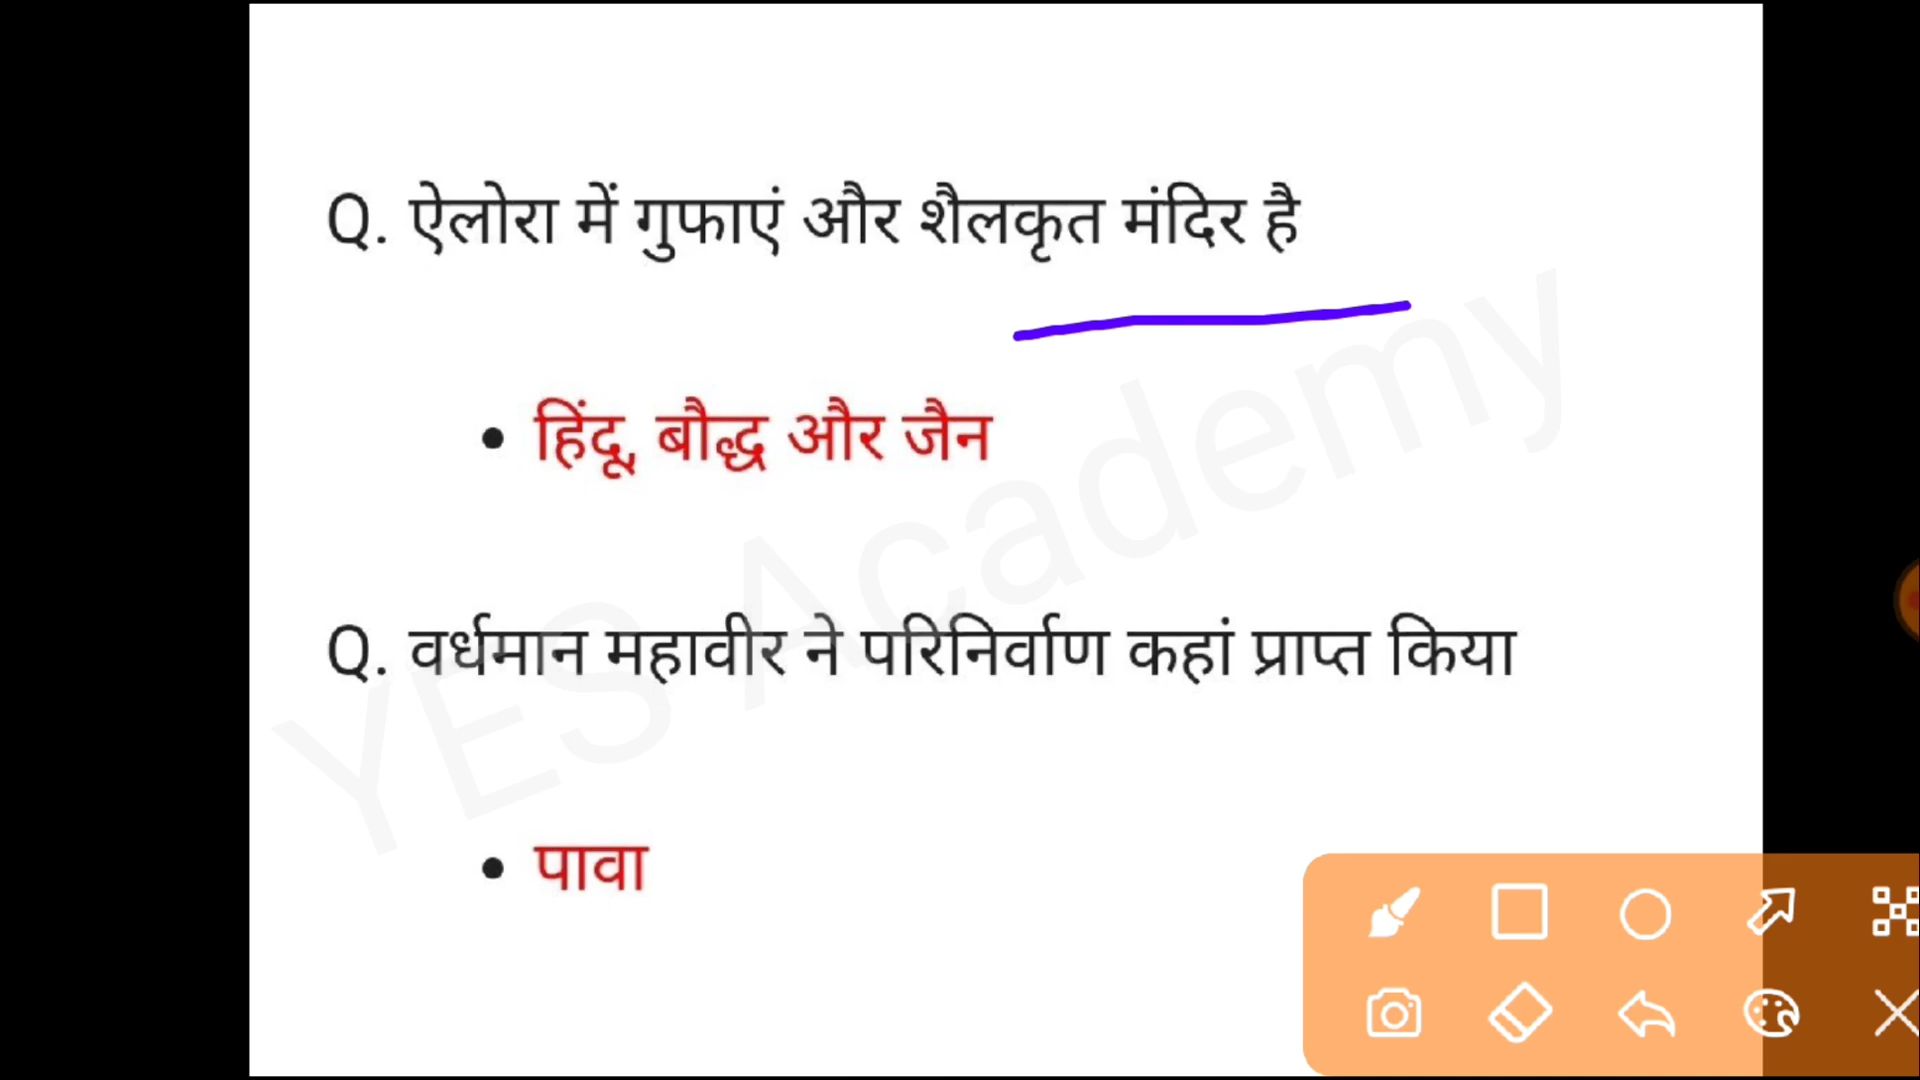 Q. ऐलोरा में गुफाएं और शैलकृत मंदिर है
• हिंदू, बौद्ध और जैन
Q. वर्धमान महावीर ने परिनिर्वाण कहां प्राप्त किया
• पावा
YES Academy